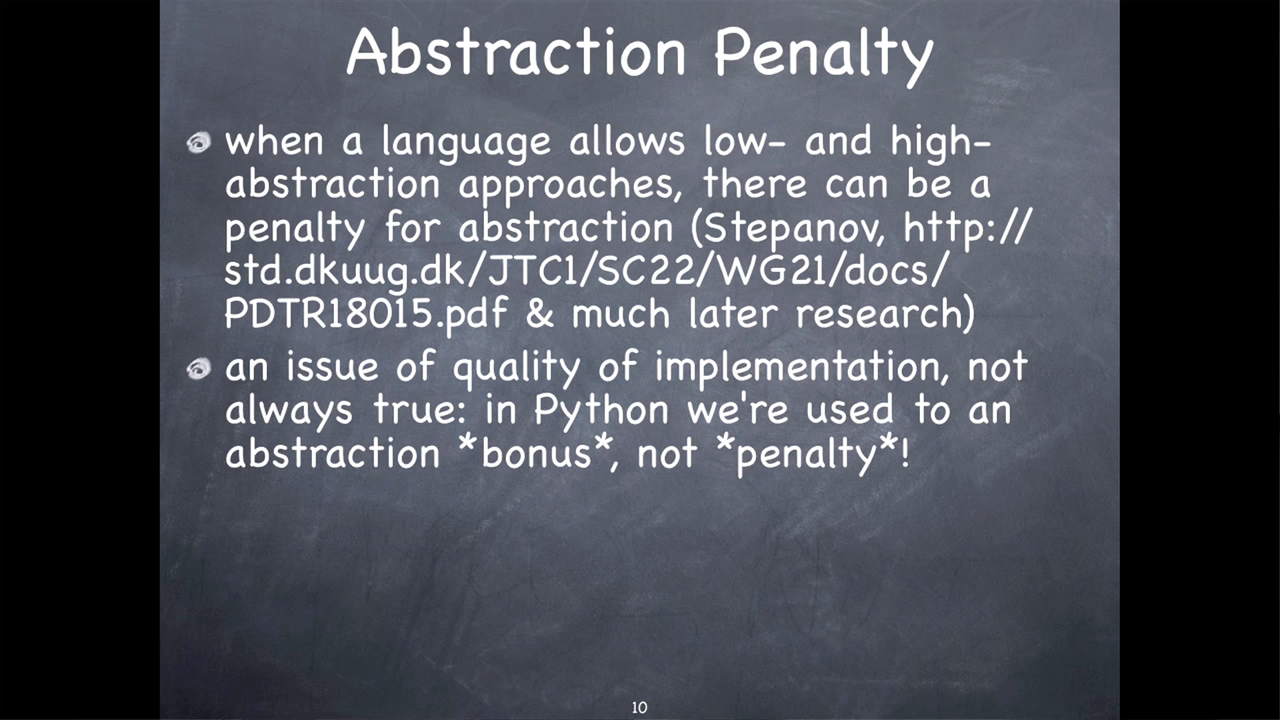 Abstraction Penalty
when a language allows low- and high-
abstraction approaches, there can be a
penalty for abstraction (Stepanov, http://
std.dkuug.dk/JTC1/SC22/WG21/docs/
PDTR18015.pdf & much later research)
an issue of quality of implementation, not
always true: in Python we're used to an
abstraction *bonus*, not *penalty*!
10